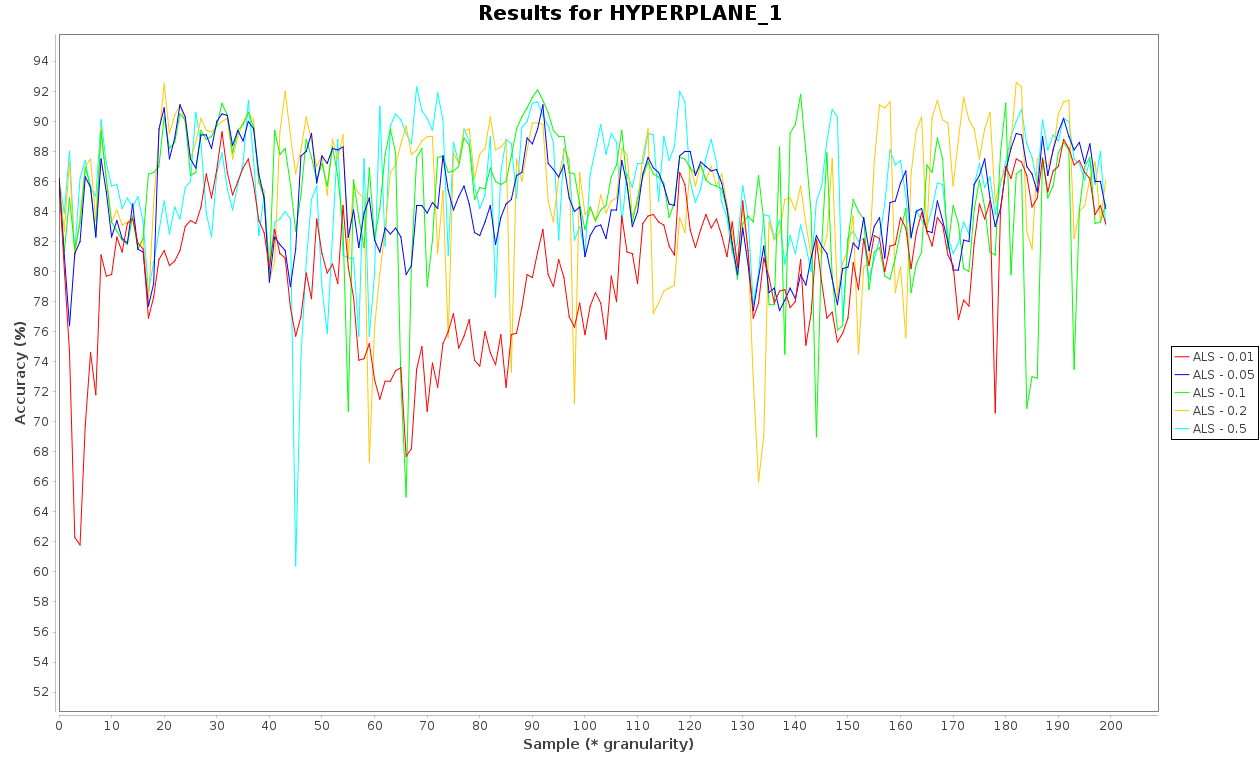 Results for HYPERPLANE_1
94
92
90
88
86
84
82
80
78
76
74
72
70
68
66
64
62
60
58
56
54
52
Accuracy (%)
0 10 20 30 40 50 60 70 80 90 100 110 120 130 140 150 160 170 180 190 200
Sample (* granularity)
ALS - 0.01
ALS - 0.05
ALS - 0.1
ALS - 0.2
ALS - 0.5